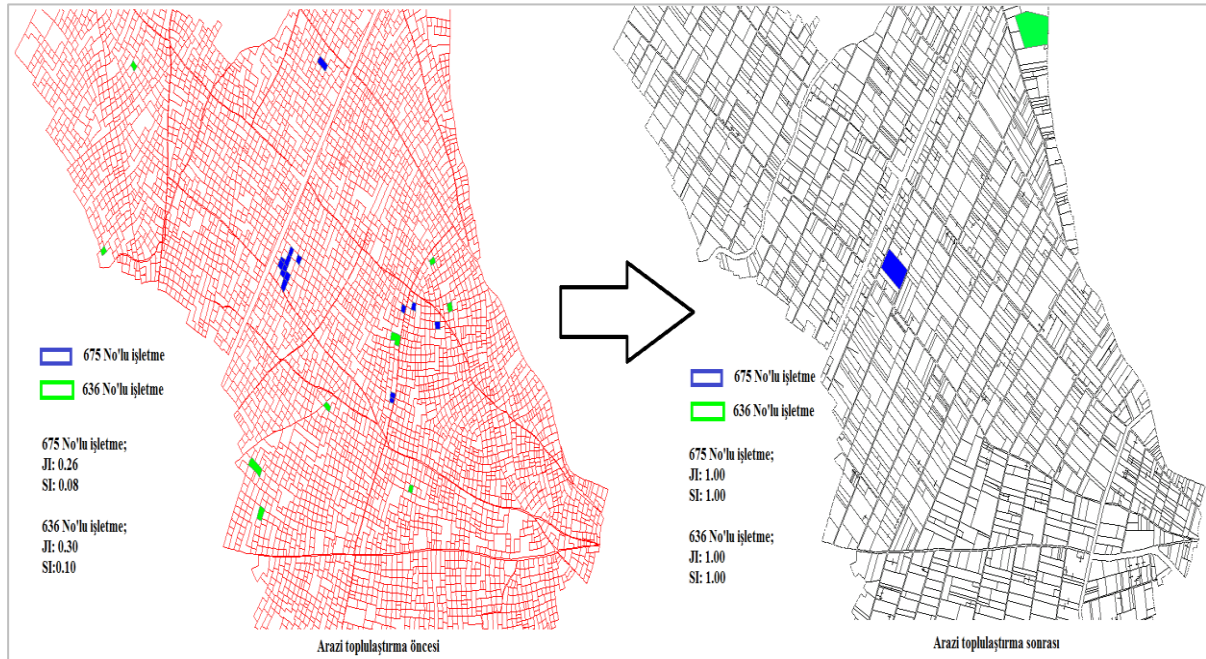 675 No'lu işletme
636 No'lu işletme
675 No'lu işletme;
JI: 0.26
SI: 0.08
636 No'lu işletme;
JI: 0.30
SI:0.10
Arazi toplulaştırma öncesi
675 No'lu işletme
636 No'lu işletme
675 No'lu işletme;
JI: 1.00
SI: 1.00
636 No'lu işletme;
JI: 1.00
SI: 1.00
Arazi toplulaştırma sonrası